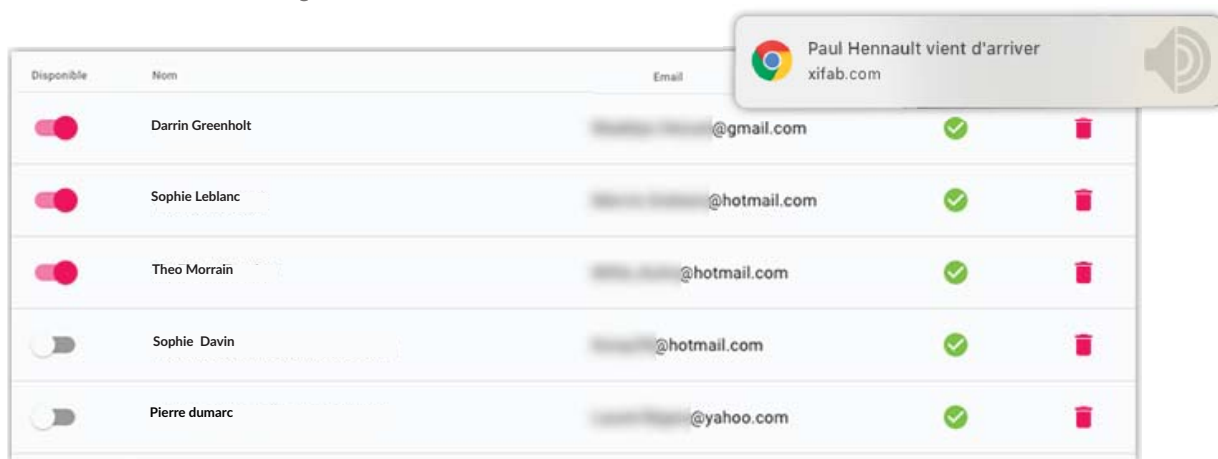 Paul Hennault vient d'arriver
xifab.com
Disponible Nom Email
Darrin Greenholt @gmail.com
Sophie Leblanc @hotmail.com
Theo Morrain @hotmail.com
Sophie Davin @hotmail.com
Pierre dumarc @yahoo.com